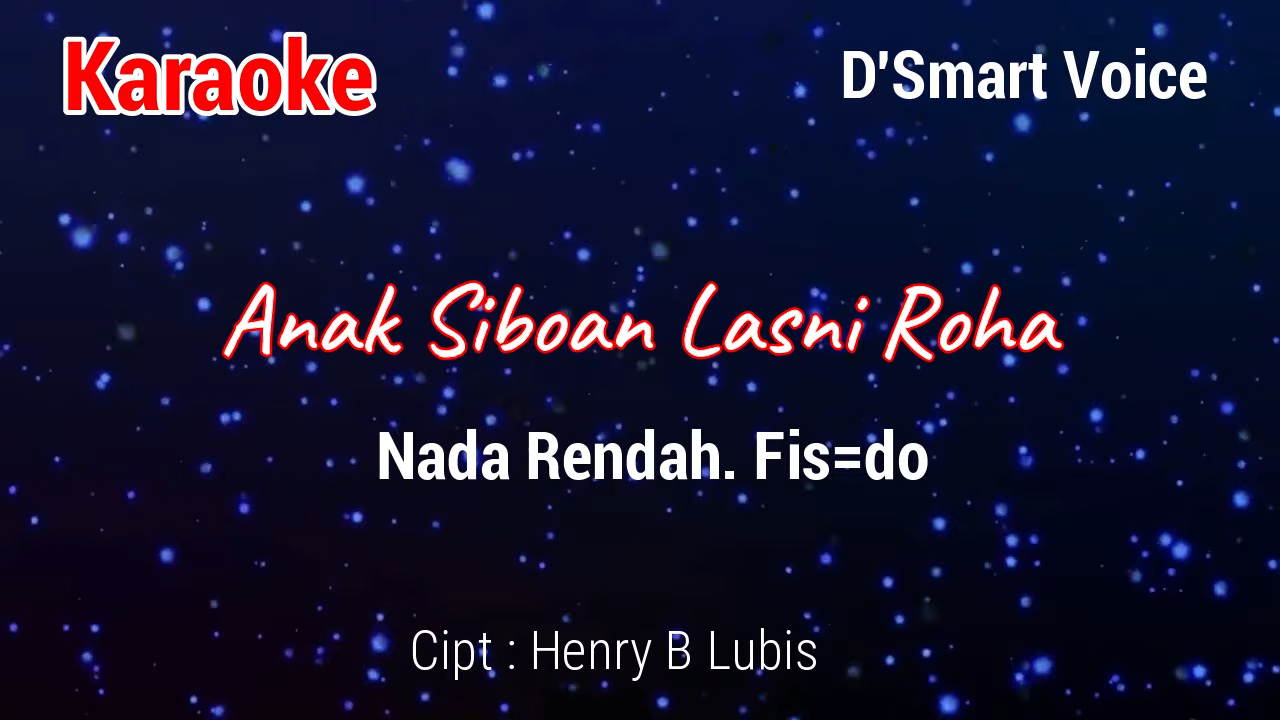 Karaoke
D'Smart Voice
Anak Siboan Lasni Roha
Nada Rendah. Fis=do
Cipt : Henry B Lubis